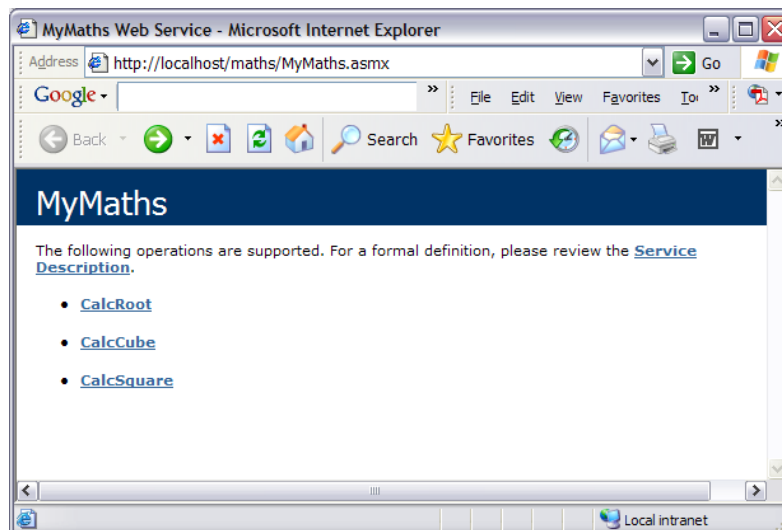 MyMaths Web Service - Microsoft Internet Explorer
Address http://localhost/maths/MyMaths.asmx Go
Google File Edit View Favorites »
Back Search Favorites
MyMaths
The following operations are supported. For a formal definition, please review the Service
Description.
• CalcRoot
• CalcCube
• CalcSquare
Local intranet